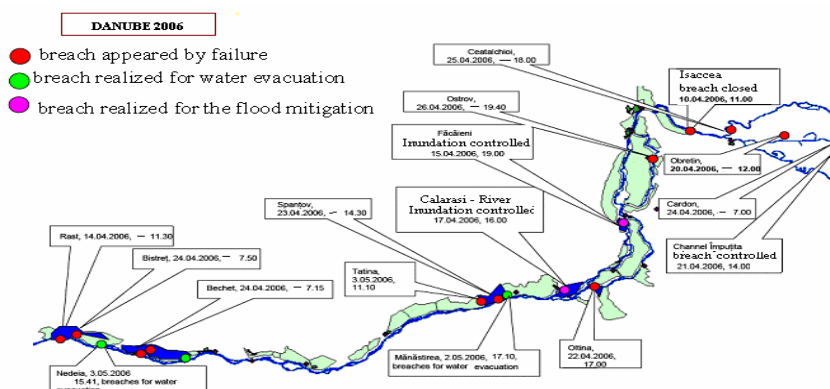 DANUBE 2006
breach appeared by failure
breach realized for water evacuation
breach realized for the flood mitigation
Ceatalchioi,
25.04.2006, — 18.00
Isaccea
breach closed
10.04.2006, 11.00
Ostrov,
26.04.2006, — 19.40
Făcăieni
Inundation controlled
15.04.2006, 19.00
Obretin,
20.04.2006, — 12.00
Spanţov,
23.04.2006, — 14.30
Calarasi - River
Inundation controlled
17.04.2006, 16.00
Cardon,
24.04.2006, — 7.00
Rast, 14.04.2006, — 11.30
Channel Împuţita
breach controlled
21.04.2006, 14.00
Bistreţ, 24.04.2006, — 7.50
Tatina,
3.05.2006,
11.10
Bechet, 24.04.2006, — 7.15
Mănăstirea, 2.05.2006, 17.10,
breaches for water evacuation
Oltina,
22.04.2006,
17.00
Nedeia, 3.05.2006
15.41, breaches for water